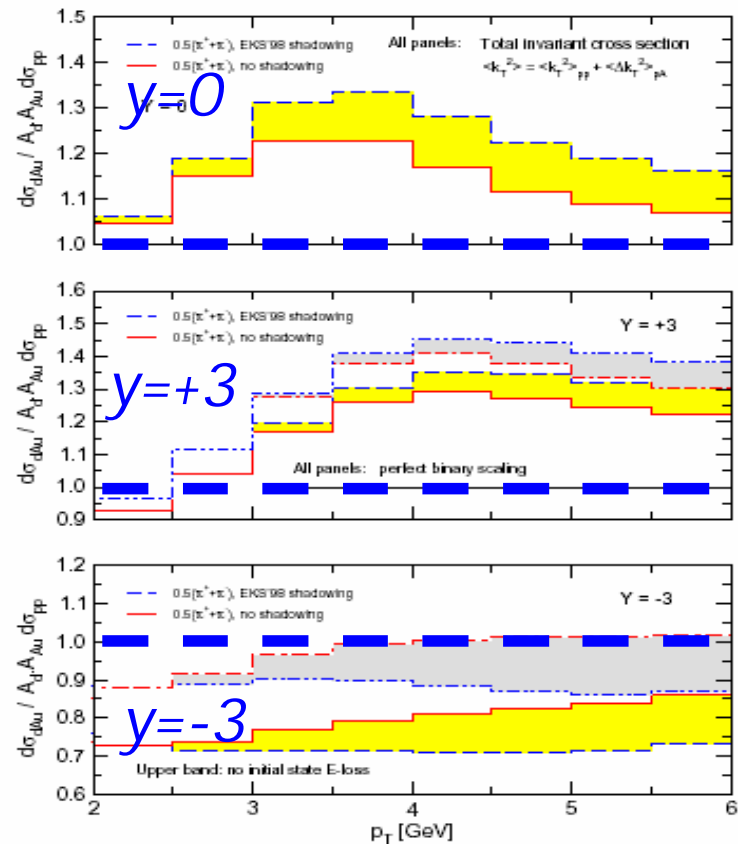 1.5
0.5(π⁺+π⁻), EKS'98 shadowing
All panels: Total invariant cross section
0.5(π⁺+π⁻), no shadowing
<k_T²> = <k_T²>_pp + <Δk_T²>_pA
1.4
y=0
Y = 0
1.3
1.2
1.1
1.0
dσ_dAu / A_d A_Au dσ_pp
1.6
0.5(π⁺+π⁻), EKS'98 shadowing
Y = +3
0.5(π⁺+π⁻), no shadowing
1.5
1.4
y=+3
1.3
1.2
1.1
All panels: perfect binary scaling
1.0
0.9
dσ_dAu / A_d A_Au dσ_pp
1.2
0.5(π⁺+π⁻), EKS'98 shadowing
Y = -3
0.5(π⁺+π⁻), no shadowing
1.1
1.0
0.9
0.8
y=-3
0.7
Upper band: no initial state E-loss
0.6
dσ_dAu / A_d A_Au dσ_pp
2 3 4 5 6
p_T [GeV]